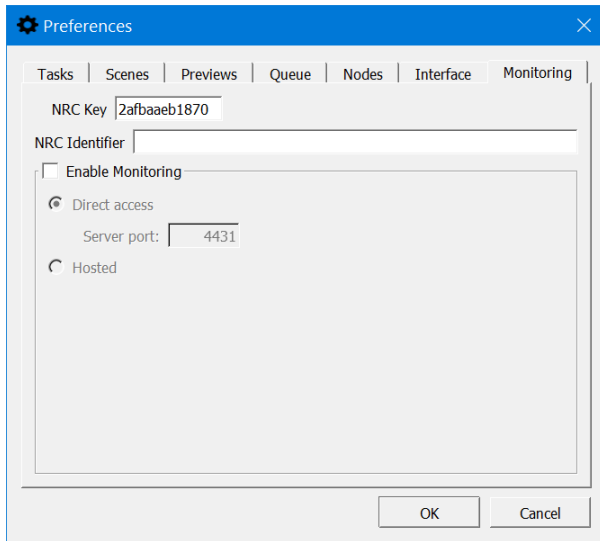 Preferences
Tasks Scenes Previews Queue Nodes Interface Monitoring
NRC Key 2afbaaeb1870
NRC Identifier
Enable Monitoring
Direct access
Server port: 4431
Hosted
OK Cancel